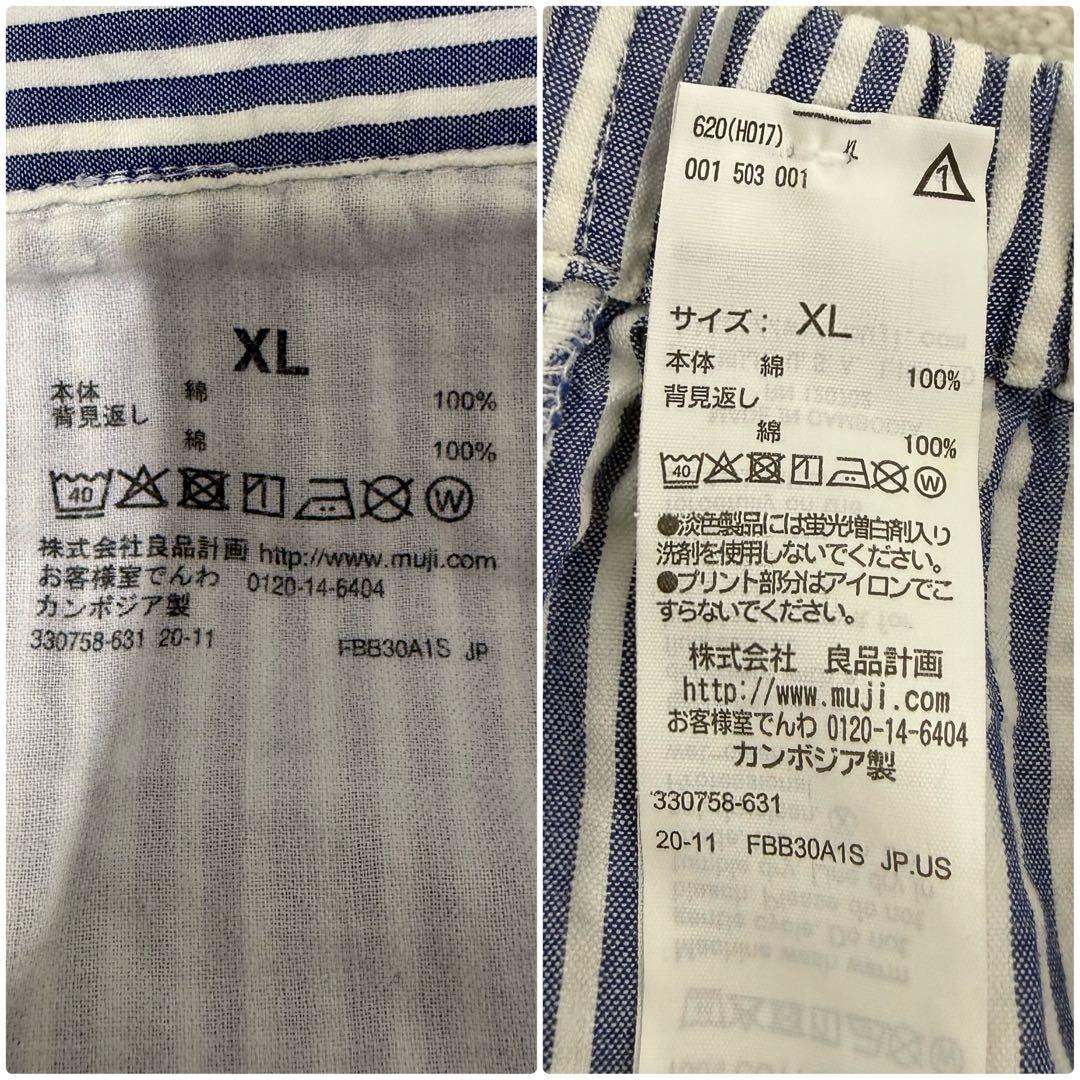 XL
本体 綿 100%
背見返し
綿 100%
40 1 W
株式会社良品計画 http://www.muji.com
お客様室でんわ 0120-14-6404
カンボジア製
330758-631 20-11 FBB30A1S JP
620(H017)
001 503 001
1
サイズ: XL
本体 綿 100%
背見返し
綿 100%
40 1 W
●淡色製品には蛍光増白剤入り
洗剤を使用しないでください。
●プリント部分はアイロンでこ
すらないでください。
株式会社 良品計画
http://www.muji.com
お客様室でんわ 0120-14-6404
カンボジア製
330758-631
20-11 FBB30A1S JP.US